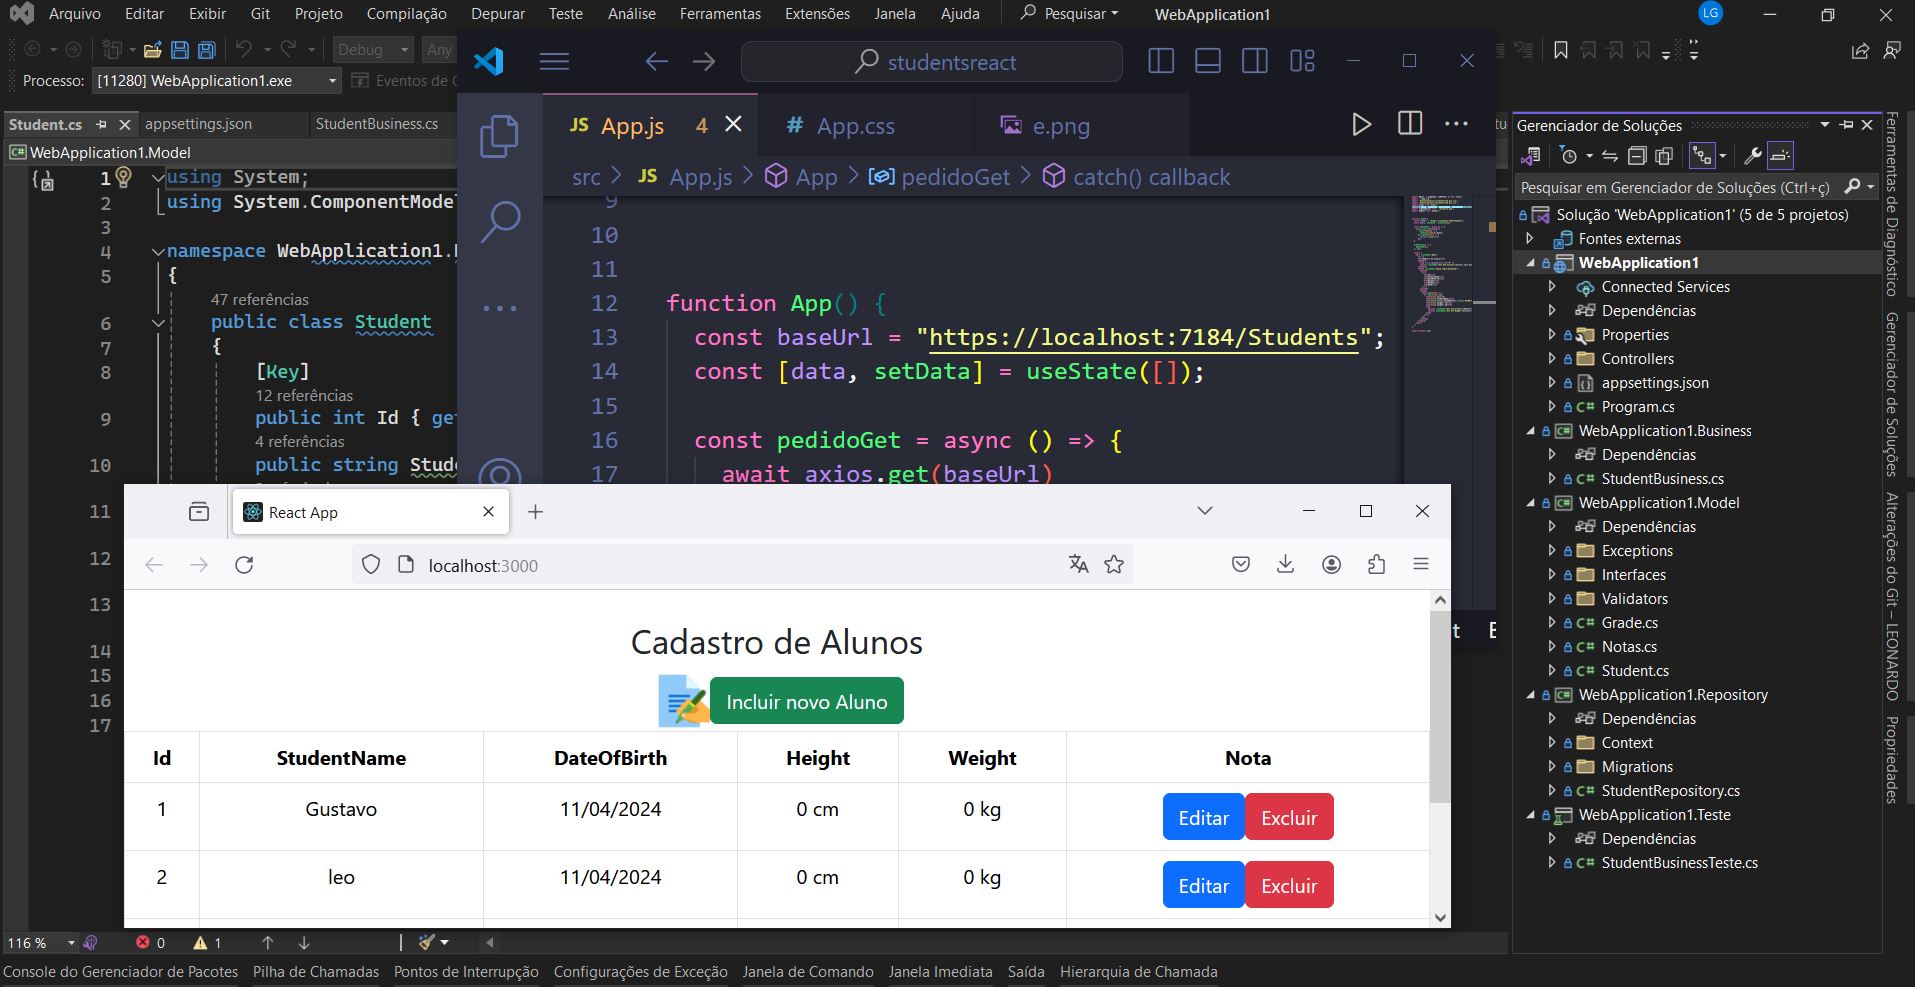 Arquivo Editar Exibir Git Projeto Compilação Depurar Teste Análise Ferramentas Extensões Janela Ajuda Pesquisar WebApplication1 LG
Debug Any
Processo: [11280] WebApplication1.exe Eventos de C
Student.cs appsettings.json StudentBusiness.cs
WebApplication1.Model
1 using System;
2 using System.ComponentModel
3
4 namespace WebApplication1.
5 {
47 referências
6 public class Student
7 {
8 [Key]
12 referências
9 public int Id { get
4 referências
10 public string Stud
11
12
13
14
15
16
17
studentsreact
JS App.js 4 # App.css e.png
src > JS App.js > App > pedidoGet > catch() callback
9
10
11
12 function App() {
13 const baseUrl = "https://localhost:7184/Students";
14 const [data, setData] = useState([]);
15
16 const pedidoGet = async () => {
17 await axios.get(baseUrl)
React App
localhost:3000
Cadastro de Alunos
Incluir novo Aluno
Id StudentName DateOfBirth Height Weight Nota
1 Gustavo 11/04/2024 0 cm 0 kg Editar Excluir
2 leo 11/04/2024 0 cm 0 kg Editar Excluir
Gerenciador de Soluções
Pesquisar em Gerenciador de Soluções (Ctrl+ç)
Solução 'WebApplication1' (5 de 5 projetos)
Fontes externas
WebApplication1
Connected Services
Dependências
Properties
Controllers
appsettings.json
C# Program.cs
C# WebApplication1.Business
Dependências
C# StudentBusiness.cs
C# WebApplication1.Model
Dependências
Exceptions
Interfaces
Validators
C# Grade.cs
C# Notas.cs
C# Student.cs
C# WebApplication1.Repository
Dependências
Context
Migrations
C# StudentRepository.cs
WebApplication1.Teste
Dependências
C# StudentBusinessTeste.cs
Ferramentas de Diagnóstico
Gerenciador de Soluções
Alterações do Git – LEONARDO
Propriedades
116 % 0 1
Console do Gerenciador de Pacotes Pilha de Chamadas Pontos de Interrupção Configurações de Exceção Janela de Comando Janela Imediata Saída Hierarquia de Chamada